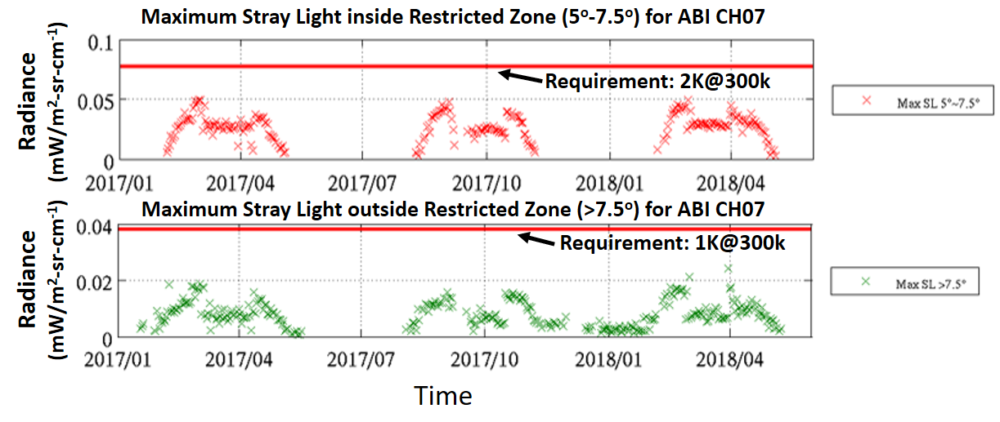 Maximum Stray Light inside Restricted Zone (5º-7.5º) for ABI CH07
Radiance
(mW/m²-sr-cm⁻¹)
0.1
0.05
0
Requirement: 2K@300k
Max SL 5°~7.5°
2017/01 2017/04 2017/07 2017/10 2018/01 2018/04
Maximum Stray Light outside Restricted Zone (>7.5º) for ABI CH07
Radiance
(mW/m²-sr-cm⁻¹)
0.04
0.02
0
Requirement: 1K@300k
Max SL >7.5°
2017/01 2017/04 2017/07 2017/10 2018/01 2018/04
Time